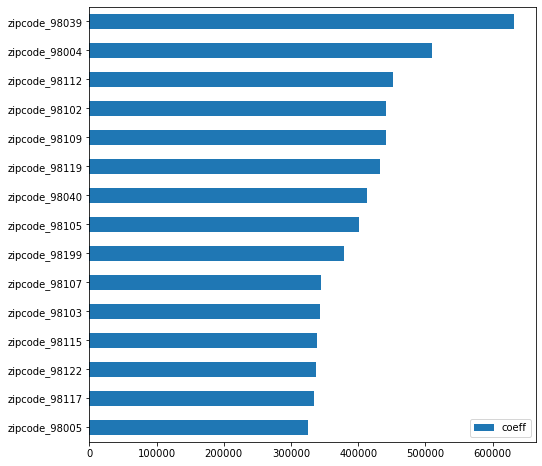 zipcode_98039
zipcode_98004
zipcode_98112
zipcode_98102
zipcode_98109
zipcode_98119
zipcode_98040
zipcode_98105
zipcode_98199
zipcode_98107
zipcode_98103
zipcode_98115
zipcode_98122
zipcode_98117
zipcode_98005
coeff
0 100000 200000 300000 400000 500000 600000